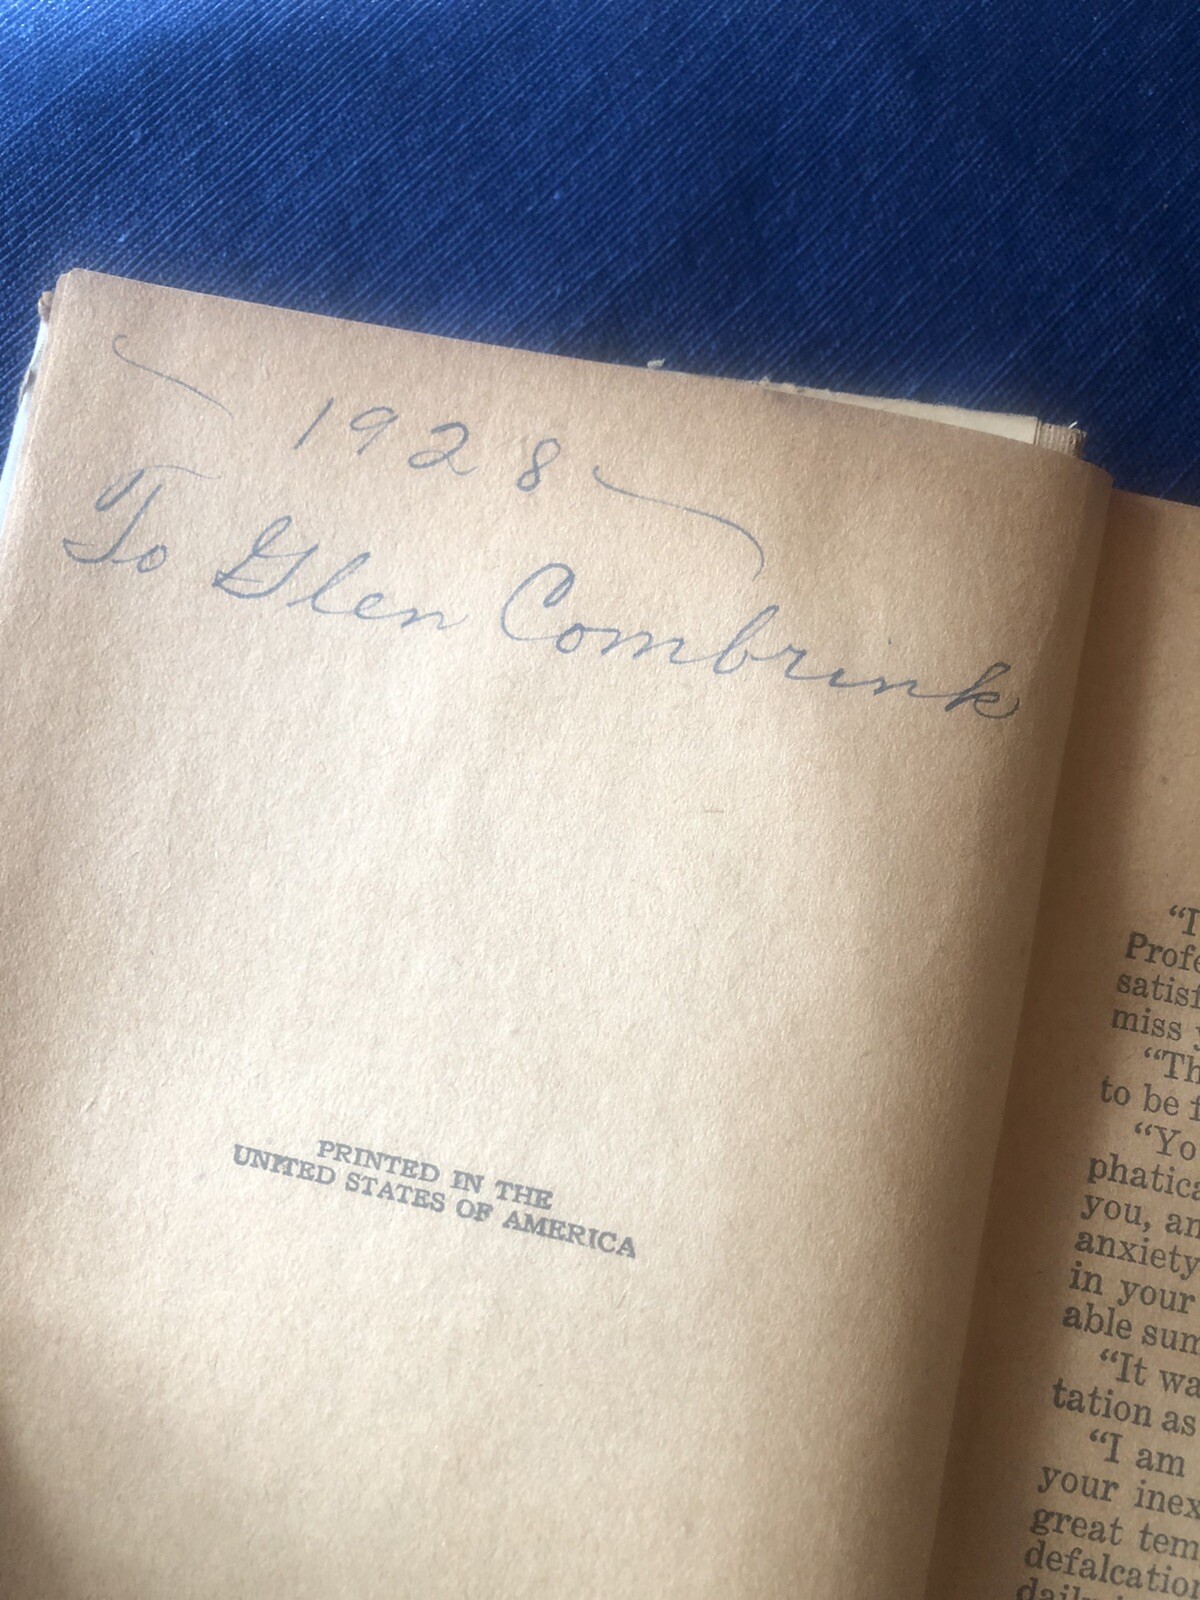 1928
To Glen Combrink
PRINTED IN THE
UNITED STATES OF AMERICA
"I
Profe
satisf
miss y
"Th
to be f
"Yo
phatica
you, an
anxiety
in your
able sum
"It wa
tation as
"I am
your inex
great tem
defalcation